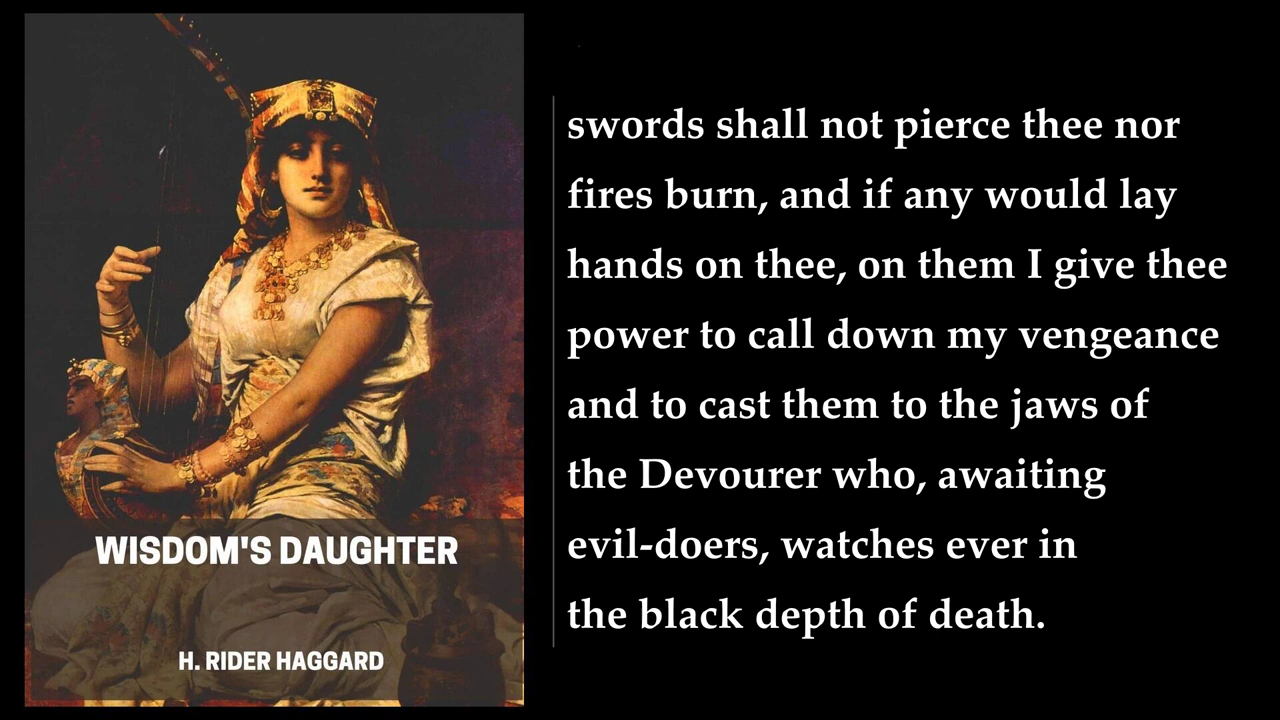 WISDOM'S DAUGHTER
H. RIDER HAGGARD
swords shall not pierce thee nor
fires burn, and if any would lay
hands on thee, on them I give thee
power to call down my vengeance
and to cast them to the jaws of
the Devourer who, awaiting
evil-doers, watches ever in
the black depth of death.